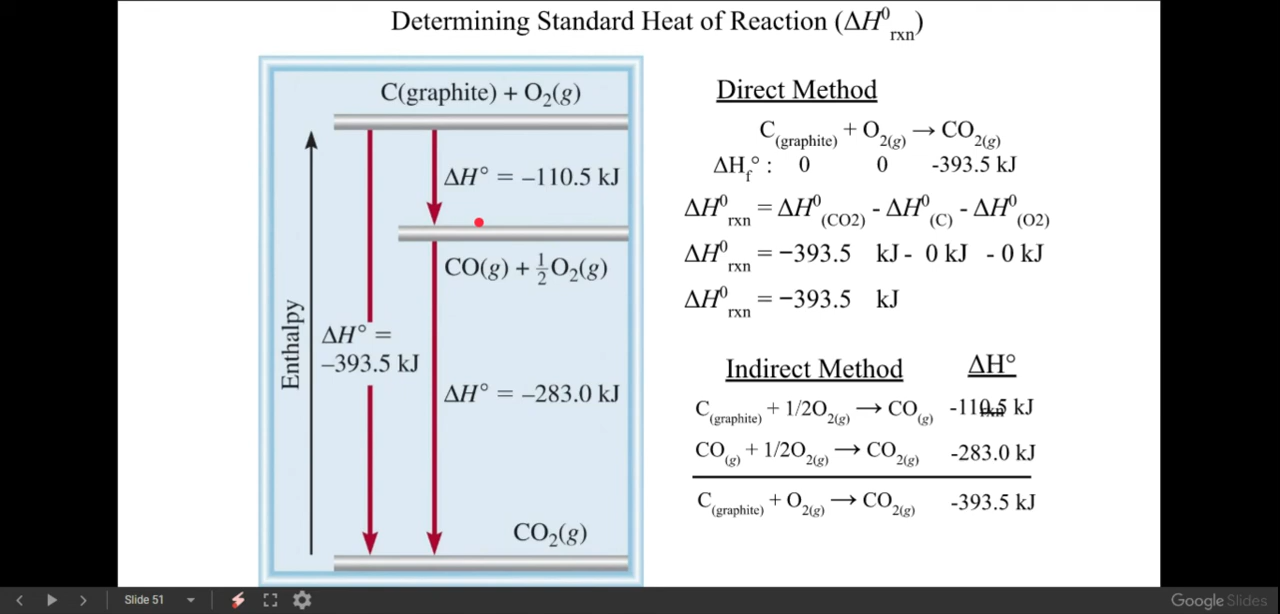 Determining Standard Heat of Reaction (ΔH⁰rxn)
C(graphite) + O₂(g)
ΔH° = –110.5 kJ
CO(g) + ½O₂(g)
Enthalpy
ΔH° =
–393.5 kJ
ΔH° = –283.0 kJ
CO₂(g)
Direct Method
C(graphite) + O2(g) → CO2(g)
ΔHf° : 0 0 -393.5 kJ
ΔH⁰rxn = ΔH⁰(CO2) - ΔH⁰(C) - ΔH⁰(O2)
ΔH⁰rxn = −393.5 kJ - 0 kJ - 0 kJ
ΔH⁰rxn = −393.5 kJ
Indirect Method ΔH°rxn
C(graphite) + 1/2O2(g) → CO(g) -110.5 kJ
CO(g) + 1/2O2(g) → CO2(g) -283.0 kJ
C(graphite) + O2(g) → CO2(g) -393.5 kJ
Slide 51
Google Slides